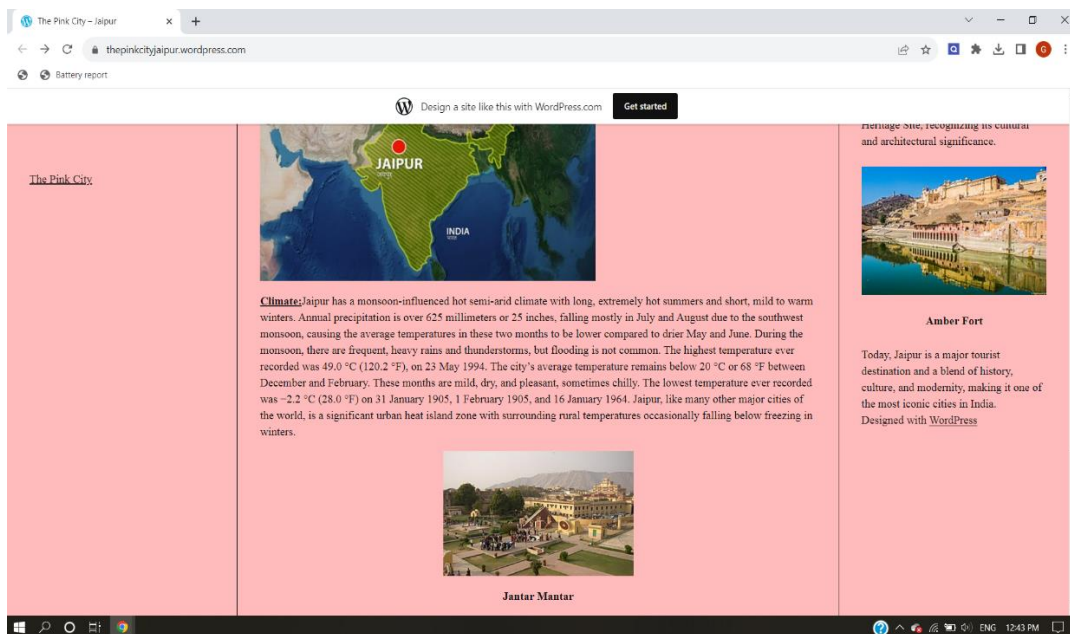 The Pink City – Jaipur
thepinkcityjaipur.wordpress.com
G
Battery report
Design a site like this with WordPress.com
Get started
The Pink City
JAIPUR
INDIA
Climate:Jaipur has a monsoon-influenced hot semi-arid climate with long, extremely hot summers and short, mild to warm
winters. Annual precipitation is over 625 millimeters or 25 inches, falling mostly in July and August due to the southwest
monsoon, causing the average temperatures in these two months to be lower compared to drier May and June. During the
monsoon, there are frequent, heavy rains and thunderstorms, but flooding is not common. The highest temperature ever
recorded was 49.0 °C (120.2 °F), on 23 May 1994. The city’s average temperature remains below 20 °C or 68 °F between
December and February. These months are mild, dry, and pleasant, sometimes chilly. The lowest temperature ever recorded
was −2.2 °C (28.0 °F) on 31 January 1905, 1 February 1905, and 16 January 1964. Jaipur, like many other major cities of
the world, is a significant urban heat island zone with surrounding rural temperatures occasionally falling below freezing in
winters.
Jantar Mantar
Heritage Site, recognizing its cultural
and architectural significance.
Amber Fort
Today, Jaipur is a major tourist
destination and a blend of history,
culture, and modernity, making it one of
the most iconic cities in India.
Designed with WordPress
ENG
12:43 PM